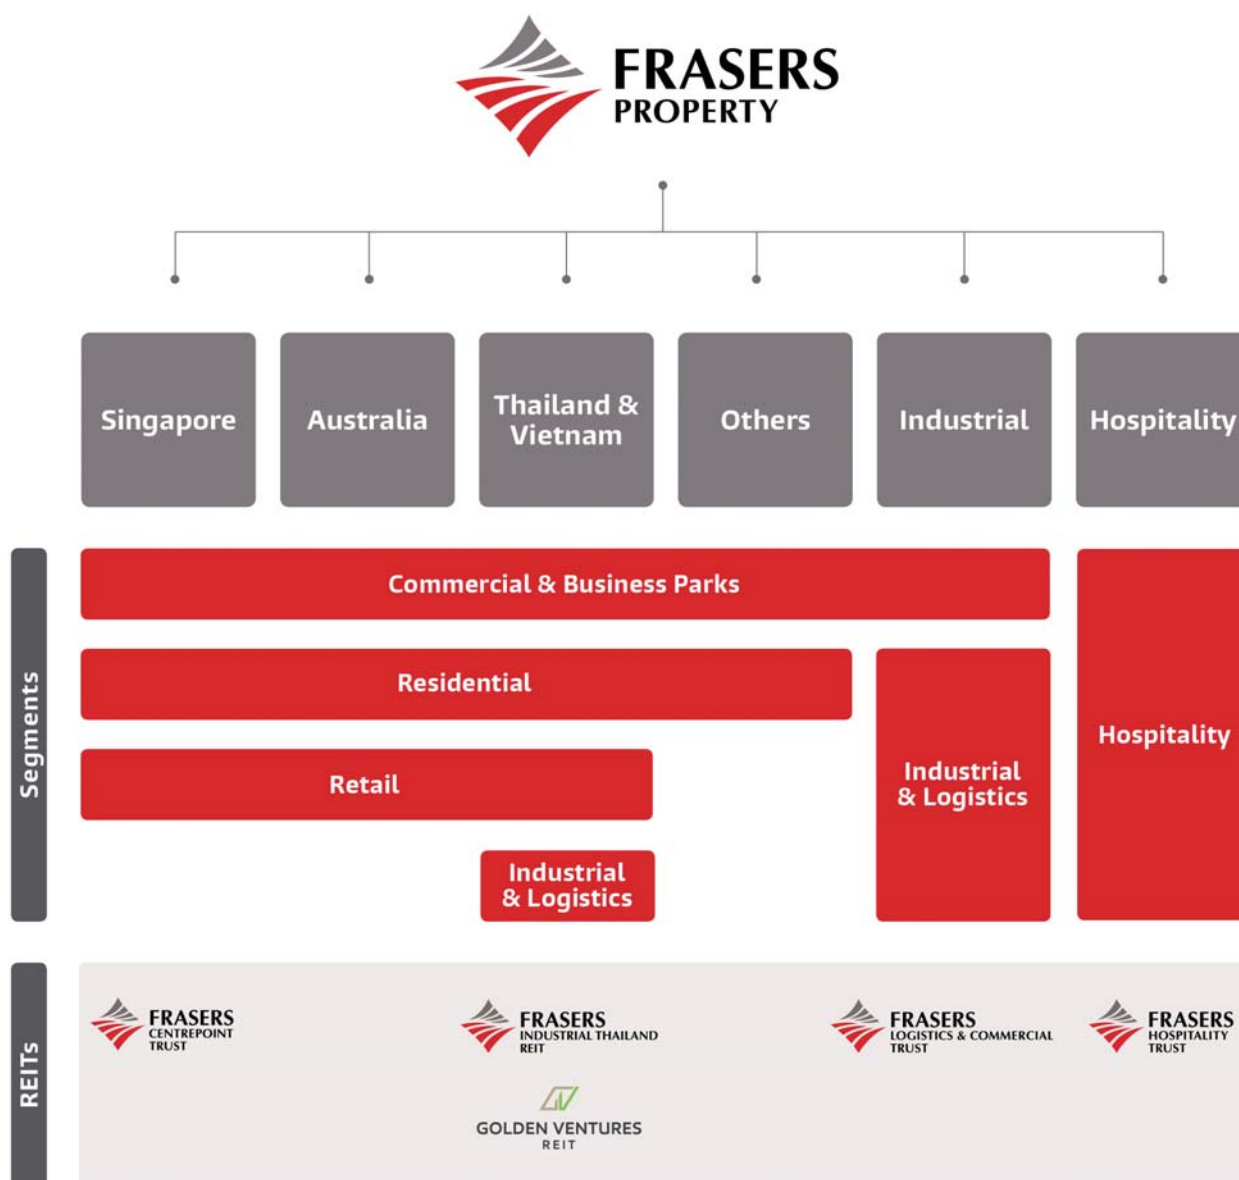 FRASERS
PROPERTY
Singapore
Australia
Thailand &
Vietnam
Others
Industrial
Hospitality
Segments
Commercial & Business Parks
Residential
Retail
Industrial
& Logistics
Industrial
& Logistics
Hospitality
REITs
FRASERS
CENTREPOINT
TRUST
FRASERS
INDUSTRIAL THAILAND
REIT
GOLDEN VENTURES
REIT
FRASERS
LOGISTICS & COMMERCIAL
TRUST
FRASERS
HOSPITALITY
TRUST